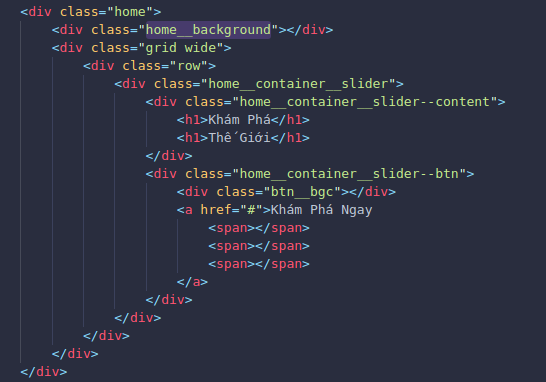 <div class="home">
<div class="home__background"></div>
<div class="grid wide">
<div class="row">
<div class="home__container__slider">
<div class="home__container__slider--content">
<h1>Khám Phá</h1>
<h1>Thế Giới</h1>
</div>
<div class="home__container__slider--btn">
<div class="btn__bgc"></div>
<a href="#">Khám Phá Ngay
<span></span>
<span></span>
<span></span>
</a>
</div>
</div>
</div>
</div>
</div>